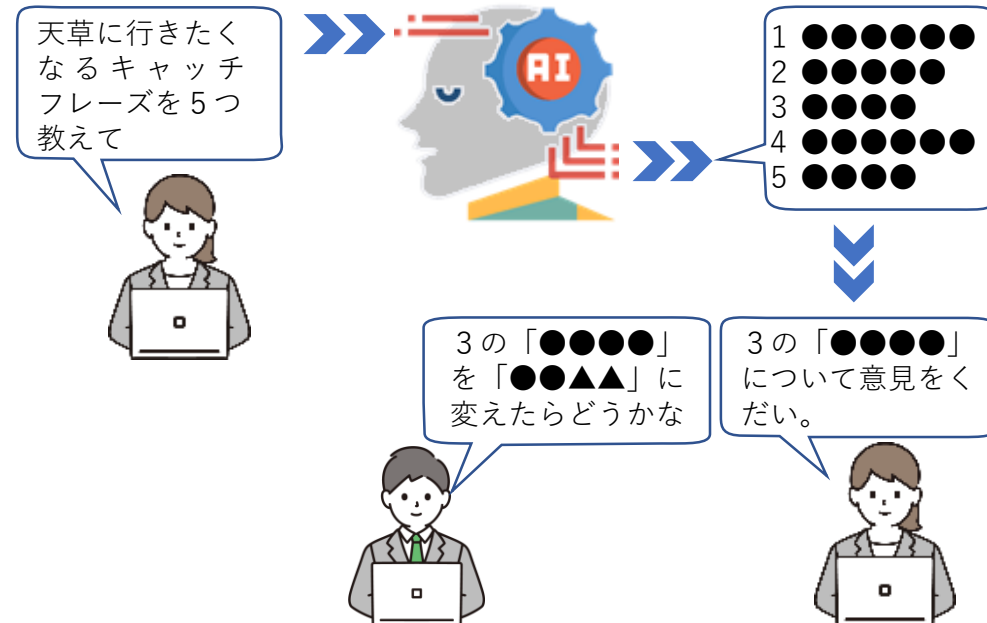 天草に行きたく
なるキャッチ
フレーズを５つ
教えて
AI
1 ●●●●●●
2 ●●●●●
3 ●●●●
4 ●●●●●●
5 ●●●●
３の「●●●●」
を「●●▲▲」に
変えたらどうかな
３の「●●●●」
について意見をく
だい。